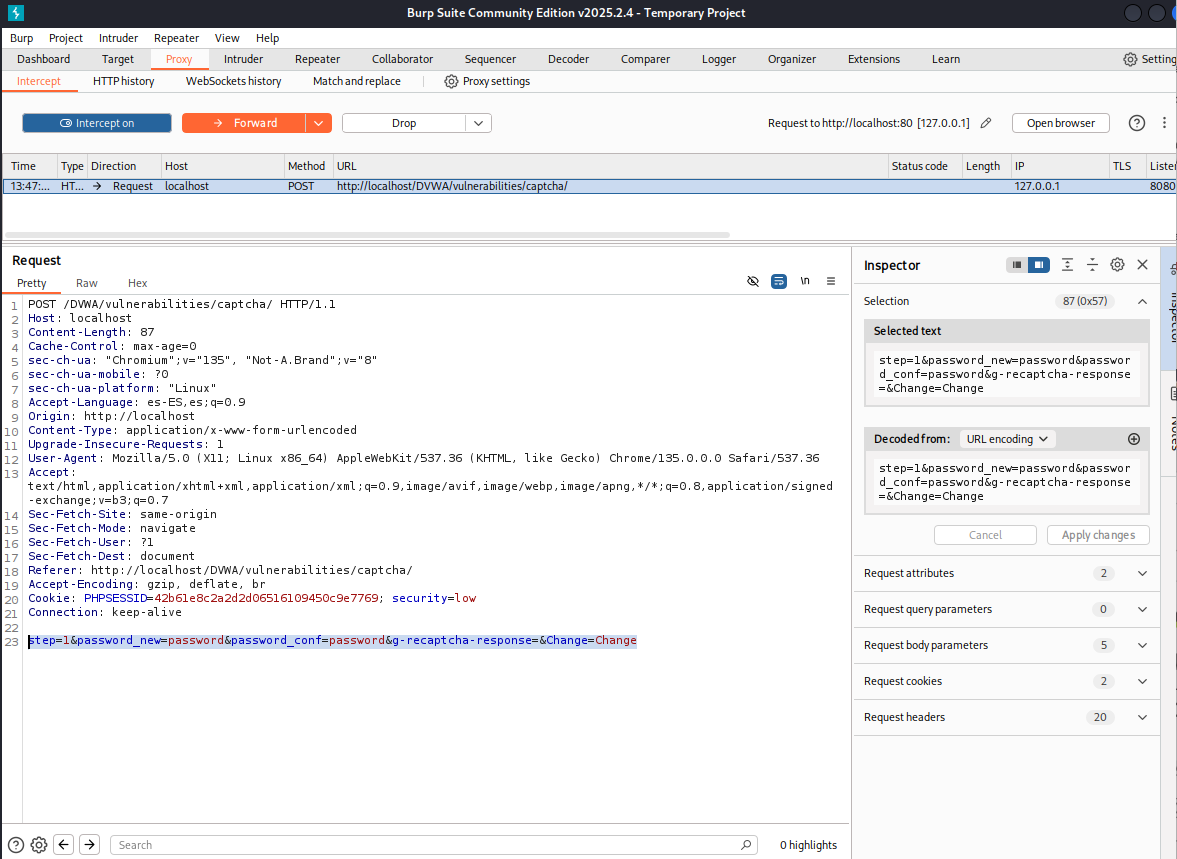 Burp Suite Community Edition v2025.2.4 - Temporary Project
Burp Project Intruder Repeater View Help
Dashboard Target Proxy Intruder Repeater Collaborator Sequencer Decoder Comparer Logger Organizer Extensions Learn Setting
Intercept HTTP history WebSockets history Match and replace Proxy settings
Intercept on Forward Drop Request to http://localhost:80 [127.0.0.1] Open browser
Time Type Direction Host Method URL Status code Length IP TLS Listen
13:47:... HT... Request localhost POST http://localhost/DVWA/vulnerabilities/captcha/ 127.0.0.1 8080
Request
Pretty Raw Hex \n
1 POST /DVWA/vulnerabilities/captcha/ HTTP/1.1
2 Host: localhost
3 Content-Length: 87
4 Cache-Control: max-age=0
5 sec-ch-ua: "Chromium";v="135", "Not-A.Brand";v="8"
6 sec-ch-ua-mobile: ?0
7 sec-ch-ua-platform: "Linux"
8 Accept-Language: es-ES,es;q=0.9
9 Origin: http://localhost
10 Content-Type: application/x-www-form-urlencoded
11 Upgrade-Insecure-Requests: 1
12 User-Agent: Mozilla/5.0 (X11; Linux x86_64) AppleWebKit/537.36 (KHTML, like Gecko) Chrome/135.0.0.0 Safari/537.36
13 Accept:
text/html,application/xhtml+xml,application/xml;q=0.9,image/avif,image/webp,image/apng,*/*;q=0.8,application/signed
-exchange;v=b3;q=0.7
14 Sec-Fetch-Site: same-origin
15 Sec-Fetch-Mode: navigate
16 Sec-Fetch-User: ?1
17 Sec-Fetch-Dest: document
18 Referer: http://localhost/DVWA/vulnerabilities/captcha/
19 Accept-Encoding: gzip, deflate, br
20 Cookie: PHPSESSID=42b61e8c2a2d2d06516109450c9e7769; security=low
21 Connection: keep-alive
22
23 step=1&password_new=password&password_conf=password&g-recaptcha-response=&Change=Change
Search 0 highlights
Inspector
Selection 87 (0x57)
Selected text
step=1&password_new=password&passwor
d_conf=password&g-recaptcha-response
=&Change=Change
Decoded from: URL encoding
step=1&password_new=password&passwor
d_conf=password&g-recaptcha-response
=&Change=Change
Cancel Apply changes
Request attributes 2
Request query parameters 0
Request body parameters 5
Request cookies 2
Request headers 20
Inspector
Notes